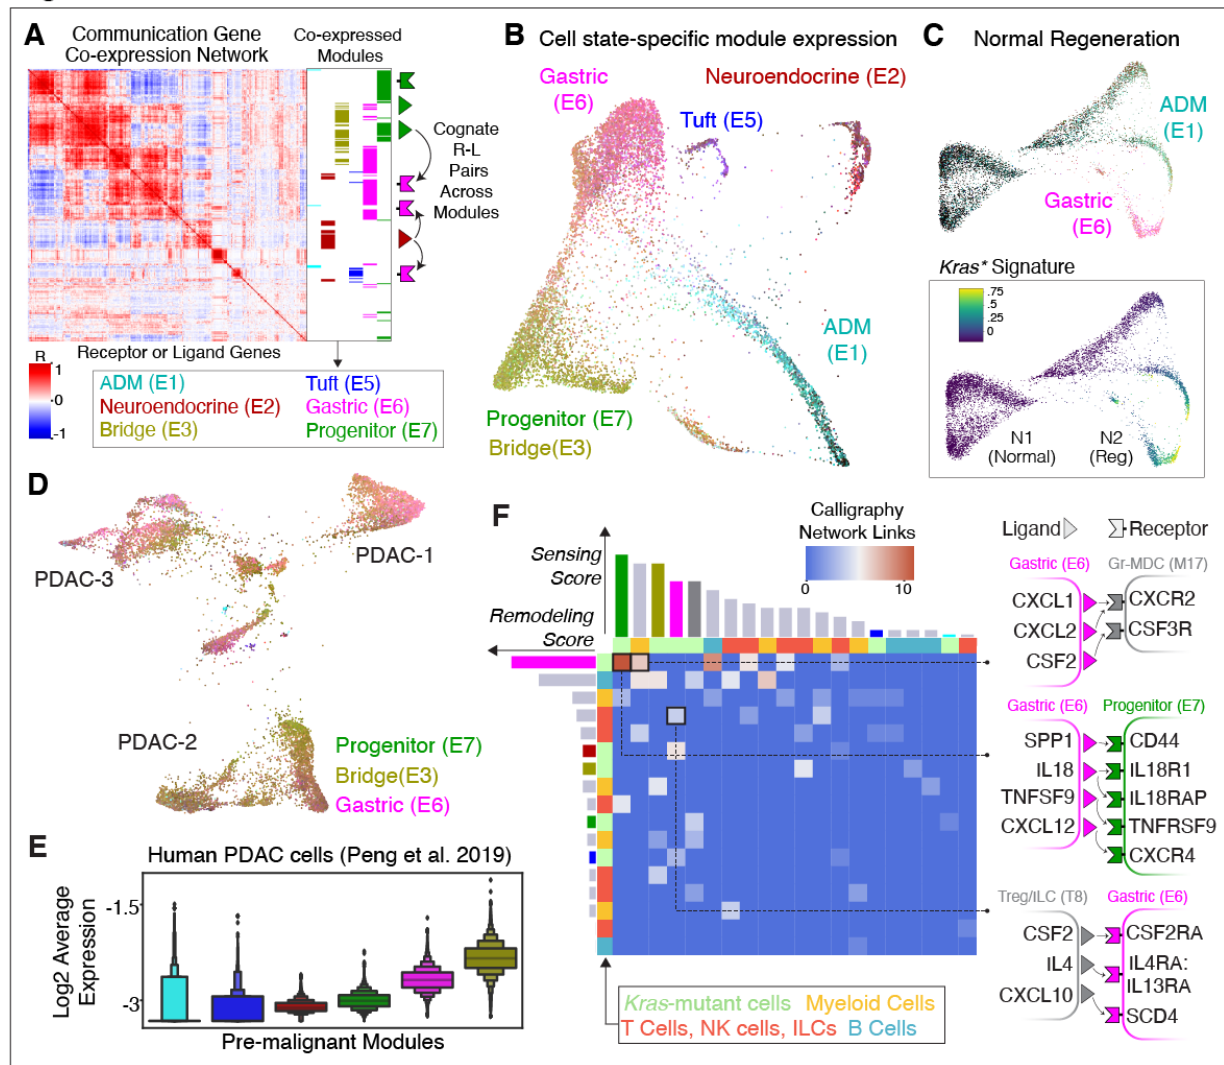 A
Communication Gene
Co-expression Network
Co-expressed
Modules
Cognate
R-L
Pairs
Across
Modules
R
1
0
-1
Receptor or Ligand Genes
ADM (E1)
Tuft (E5)
Neuroendocrine (E2)
Gastric (E6)
Bridge (E3)
Progenitor (E7)
B
Cell state-specific module expression
Gastric
(E6)
Neuroendocrine (E2)
Tuft (E5)
ADM
(E1)
Progenitor (E7)
Bridge(E3)
C
Normal Regeneration
ADM
(E1)
Gastric
(E6)
Kras* Signature
.75
.5
.25
0
N1
(Normal)
N2
(Reg)
D
PDAC-3
PDAC-1
PDAC-2
Progenitor (E7)
Bridge(E3)
Gastric (E6)
E
Human PDAC cells (Peng et al. 2019)
Log2 Average
Expression
-1.5
-3
Pre-malignant Modules
F
Sensing
Score
Remodeling
Score
Calligraphy
Network Links
0
10
Kras-mutant cells
Myeloid Cells
T Cells, NK cells, ILCs
B Cells
Ligand
Receptor
Gastric (E6)
Gr-MDC (M17)
CXCL1
CXCR2
CXCL2
CSF3R
CSF2
Gastric (E6)
Progenitor (E7)
SPP1
CD44
IL18
IL18R1
IL18RAP
TNFSF9
TNFRSF9
CXCL12
CXCR4
Treg/ILC (T8)
Gastric (E6)
CSF2
CSF2RA
IL4
IL4RA:
IL13RA
CXCL10
SCD4